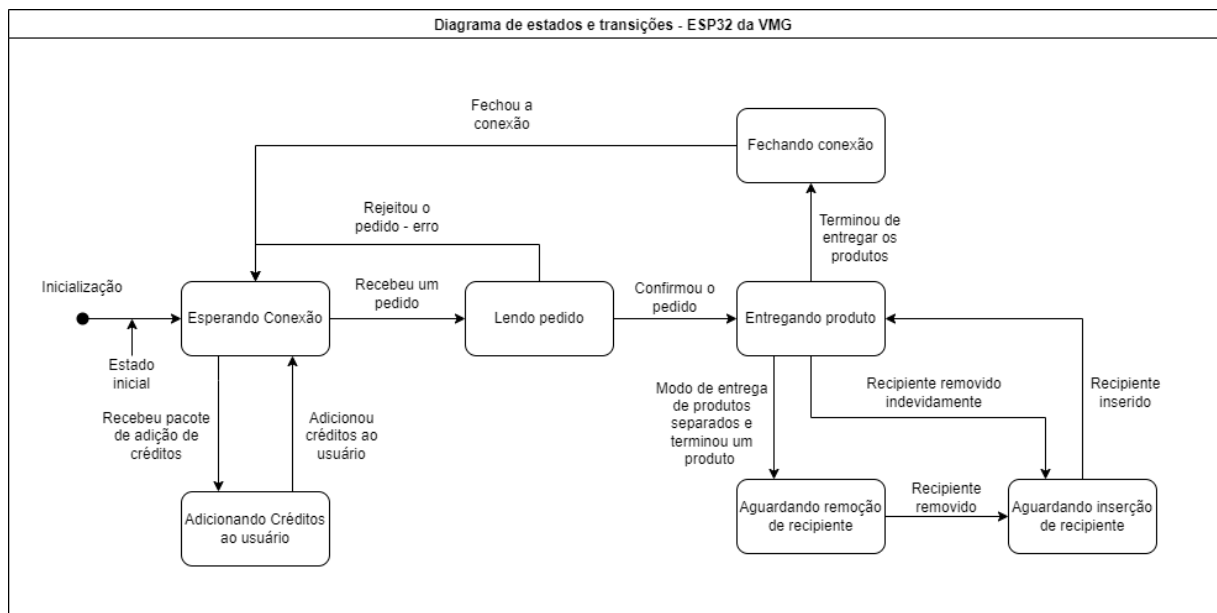 Diagrama de estados e transições - ESP32 da VMG
Fechou a
conexão
Fechando conexão
Rejeitou o
pedido - erro
Terminou de
entregar os
produtos
Inicialização
Esperando Conexão
Recebeu um
pedido
Lendo pedido
Confirmou o
pedido
Entregando produto
Estado
inicial
Recebeu pacote
de adição de
créditos
Adicionou
créditos ao
usuário
Modo de entrega
de produtos
separados e
terminou um
produto
Recipiente removido
indevidamente
Recipiente
inserido
Adicionando Créditos
ao usuário
Aguardando remoção
de recipiente
Recipiente
removido
Aguardando inserção
de recipiente